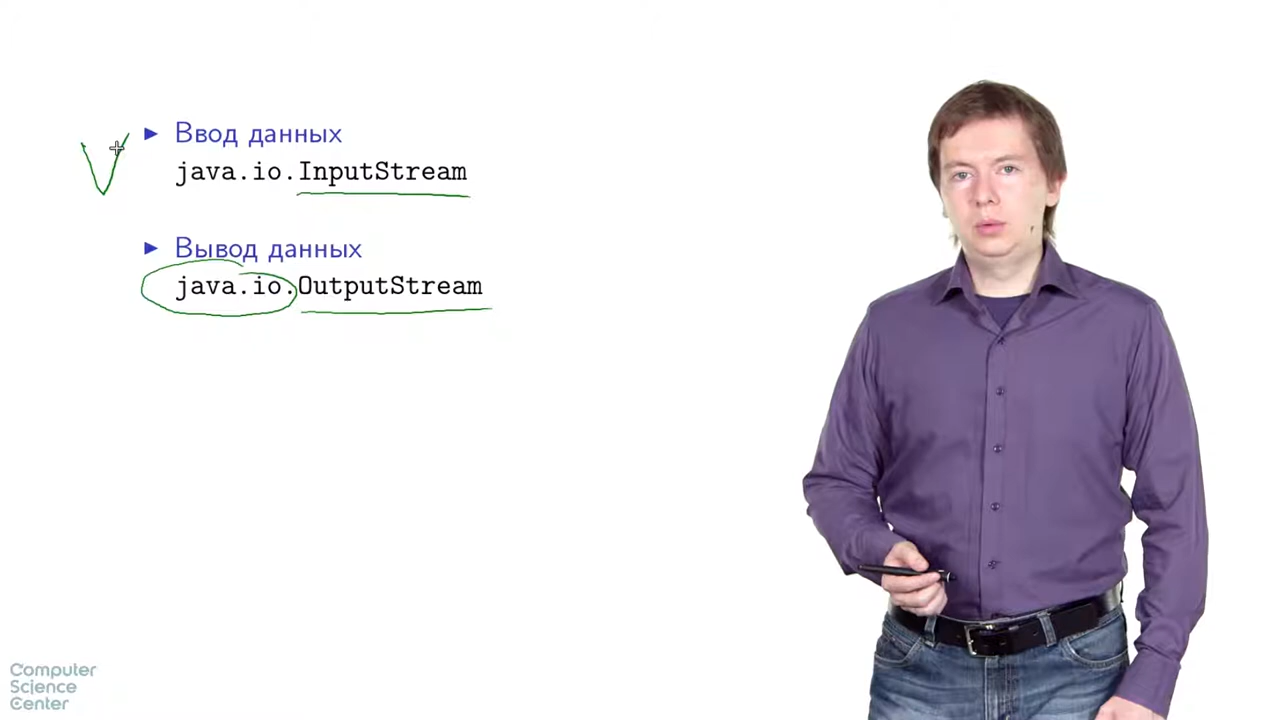 Ввод данных
java.io.InputStream
Вывод данных
java.io.OutputStream
Computer
Science
Center